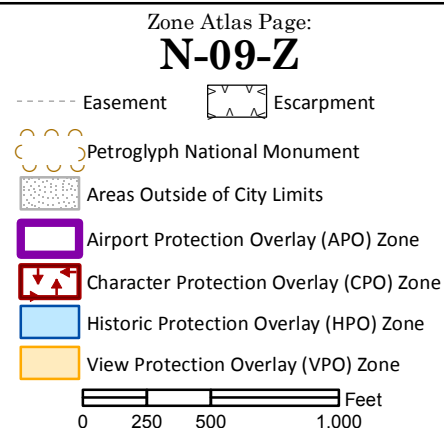 Zone Atlas Page:
N-09-Z
Easement Escarpment
Petroglyph National Monument
Areas Outside of City Limits
Airport Protection Overlay (APO) Zone
Character Protection Overlay (CPO) Zone
Historic Protection Overlay (HPO) Zone
View Protection Overlay (VPO) Zone
Feet
0 250 500 1,000